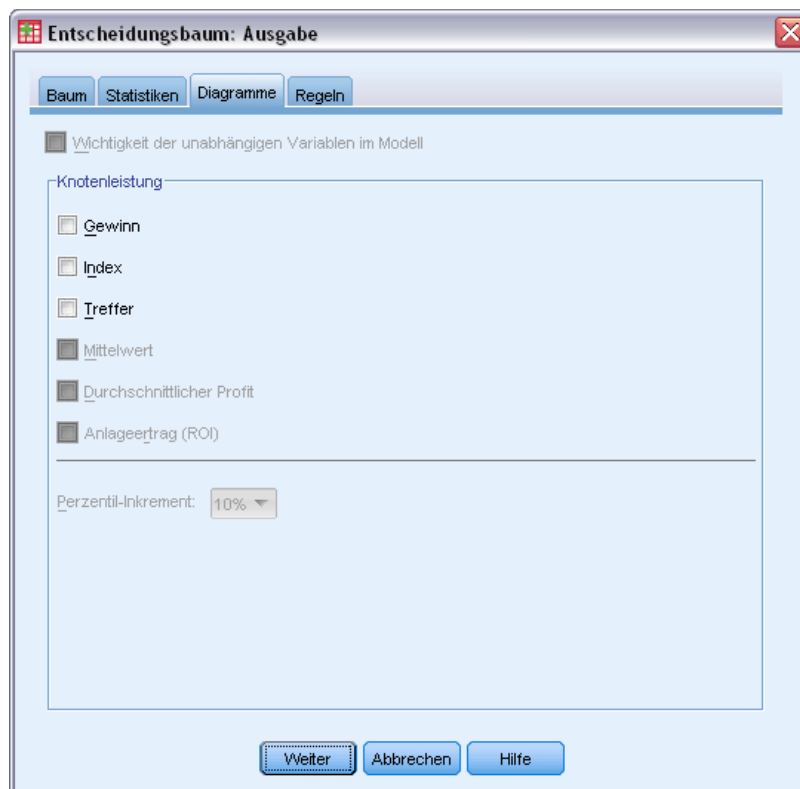 Entscheidungsbaum: Ausgabe
Baum Statistiken Diagramme Regeln
Wichtigkeit der unabhängigen Variablen im Modell
Knotenleistung
Gewinn
Index
Treffer
Mittelwert
Durchschnittlicher Profit
Anlageertrag (ROI)
Perzentil-Inkrement: 10%
Weiter Abbrechen Hilfe